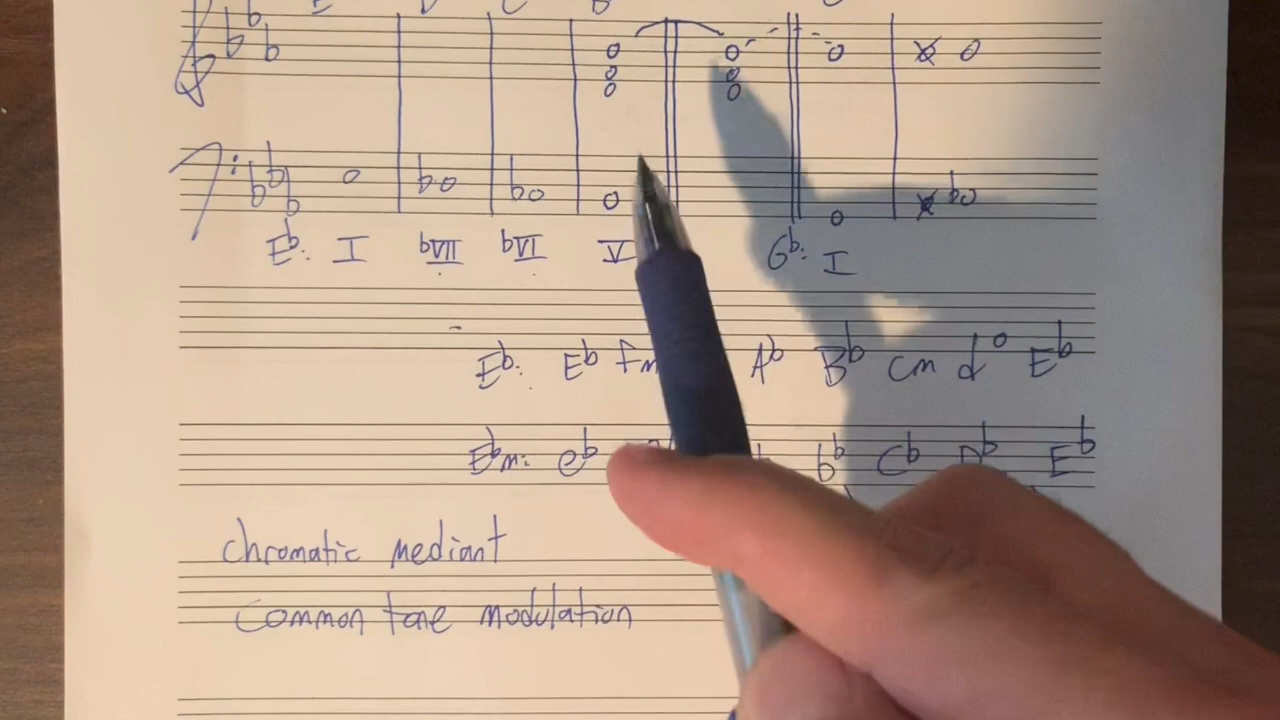 E♭: I ♭VII ♭VI V G♭: I
E♭: E♭ fm A♭ B♭ cm d° E♭
E♭m: e♭ b♭ C♭ D♭ E♭
chromatic mediant
common tone modulation